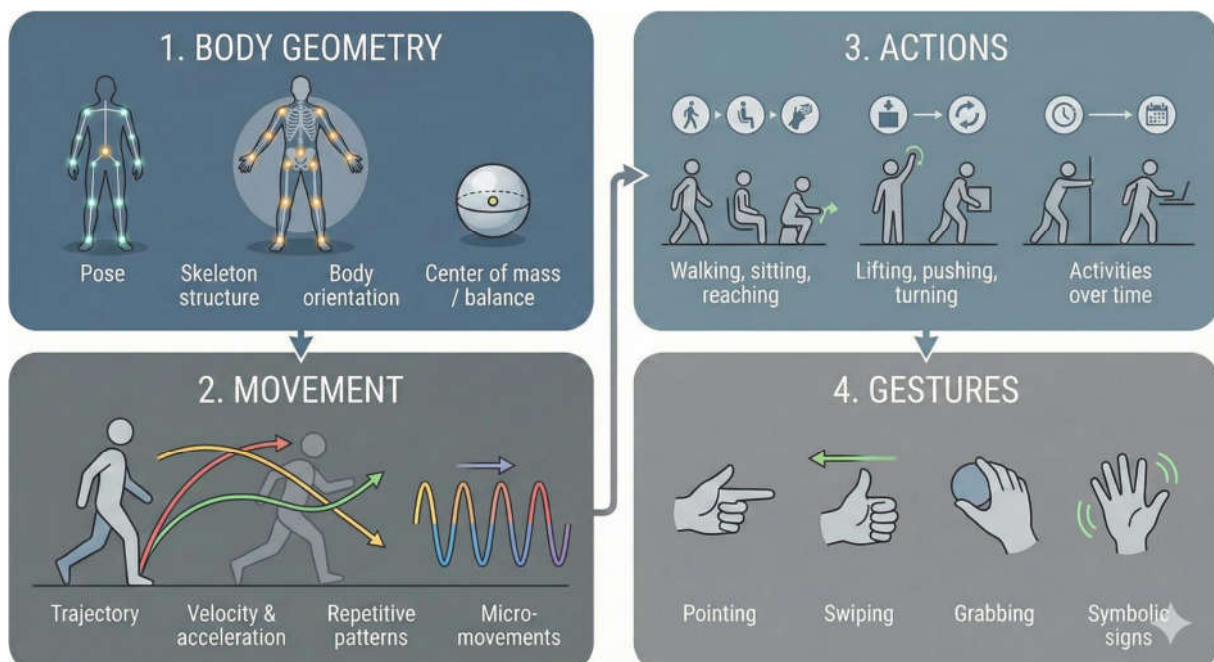 1. BODY GEOMETRY
Pose
Skeleton
structure
Body
orientation
Center of mass
/ balance
2. MOVEMENT
Trajectory
Velocity &
acceleration
Repetitive
patterns
Micro-
movements
3. ACTIONS
Walking, sitting,
reaching
Lifting, pushing,
turning
Activities
over time
4. GESTURES
Pointing
Swiping
Grabbing
Symbolic
signs